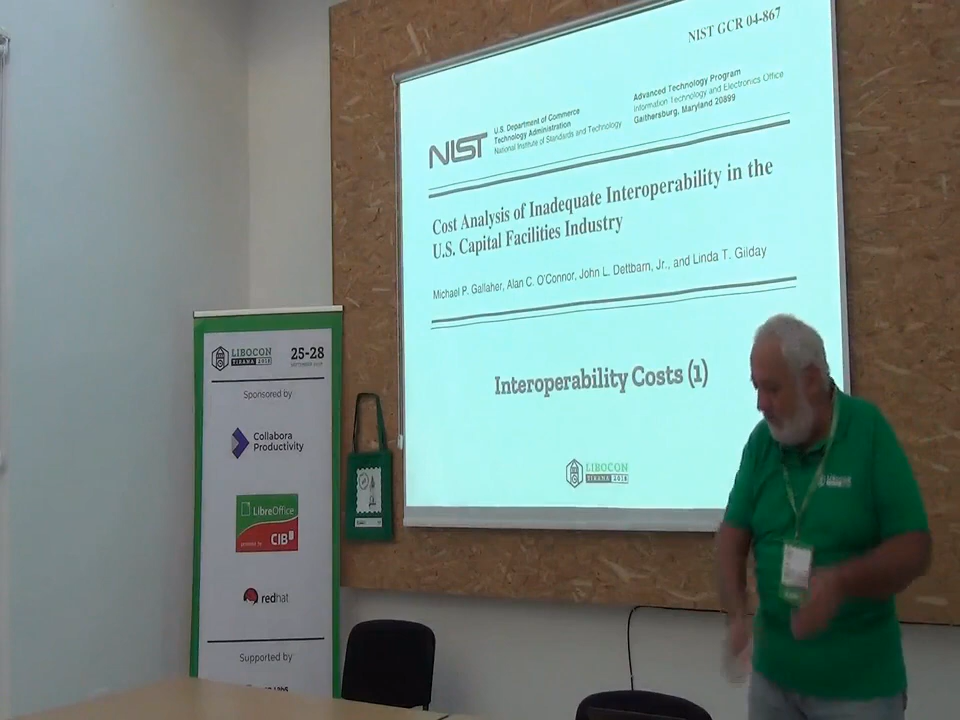 NIST GCR 04-867
NIST
U.S. Department of Commerce
Technology Administration
National Institute of Standards and Technology
Advanced Technology Program
Information Technology and Electronics Office
Gaithersburg, Maryland 20899
Cost Analysis of Inadequate Interoperability in the
U.S. Capital Facilities Industry
Michael P. Gallaher, Alan C. O'Connor, John L. Dettbarn, Jr., and Linda T. Gilday
Interoperability Costs (1)
LIBOCON
TIRANA 2018
LIBOCON
TIRANA 2018
25-28
Sponsored by
Collabora
Productivity
LibreOffice
powered by CIB
redhat
Supported by